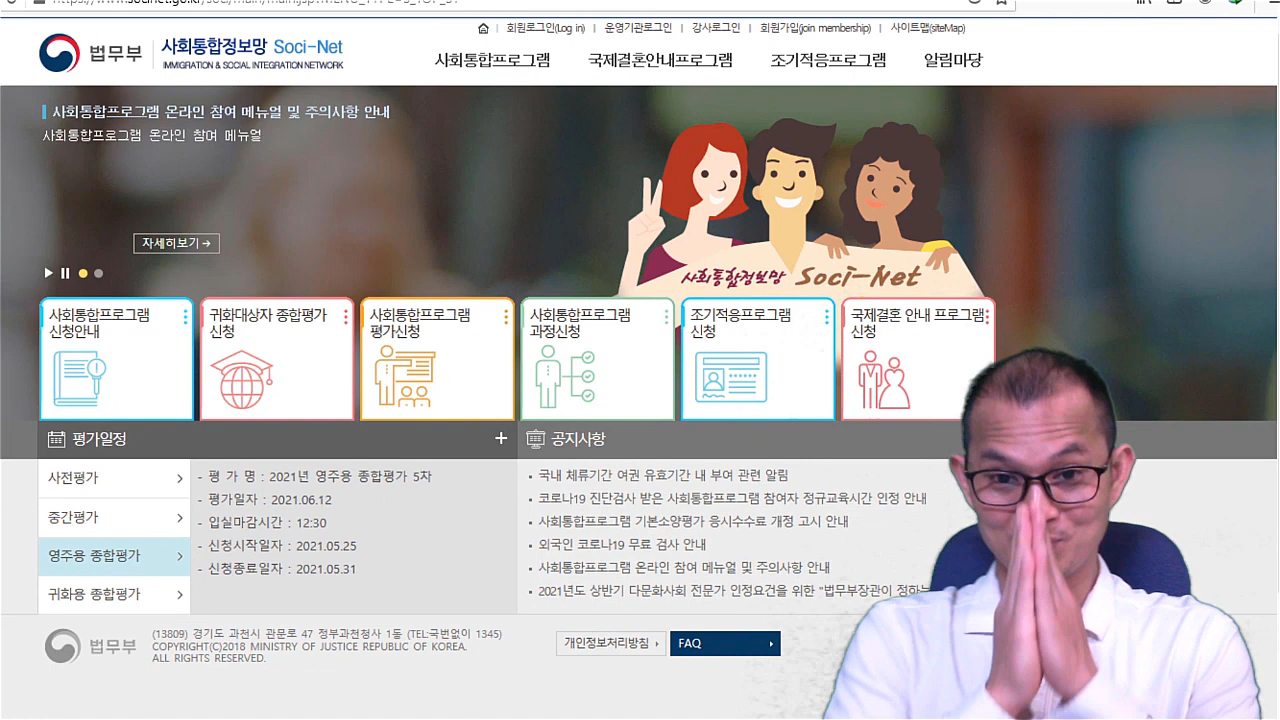 회원로그인(Log in) | 운영기관로그인 | 강사로그인 | 회원가입(join membership) | 사이트맵(siteMap)
법무부
사회통합정보망 Soci-Net
IMMIGRATION & SOCIAL INTEGRATION NETWORK
사회통합프로그램 국제결혼안내프로그램 조기적응프로그램 알림마당
사회통합프로그램 온라인 참여 메뉴얼 및 주의사항 안내
사회통합프로그램 온라인 참여 메뉴얼
자세히보기
사회통합정보망 Soci-Net
사회통합프로그램
신청안내
귀화대상자 종합평가
신청
사회통합프로그램
평가신청
사회통합프로그램
과정신청
조기적응프로그램
신청
국제결혼 안내 프로그램
신청
평가일정 +
사전평가
중간평가
영주용 종합평가
귀화용 종합평가
- 평 가 명 : 2021년 영주용 종합평가 5차
- 평가일자 : 2021.06.12
- 입실마감시간 : 12:30
- 신청시작일자 : 2021.05.25
- 신청종료일자 : 2021.05.31
공지사항
국내 체류기간 여권 유효기간 내 부여 관련 알림
코로나19 진단검사 받은 사회통합프로그램 참여자 정규교육시간 인정 안내
사회통합프로그램 기본소양평가 응시수수료 개정 고시 안내
외국인 코로나19 무료 검사 안내
사회통합프로그램 온라인 참여 메뉴얼 및 주의사항 안내
2021년도 상반기 다문화사회 전문가 인정요건을 위한 "법무부장관이 정하는
법무부
(13809) 경기도 과천시 관문로 47 정부과천청사 1동 (TEL:국번없이 1345)
COPYRIGHT(C)2018 MINISTRY OF JUSTICE REPUBLIC OF KOREA.
ALL RIGHTS RESERVED.
개인정보처리방침
FAQ